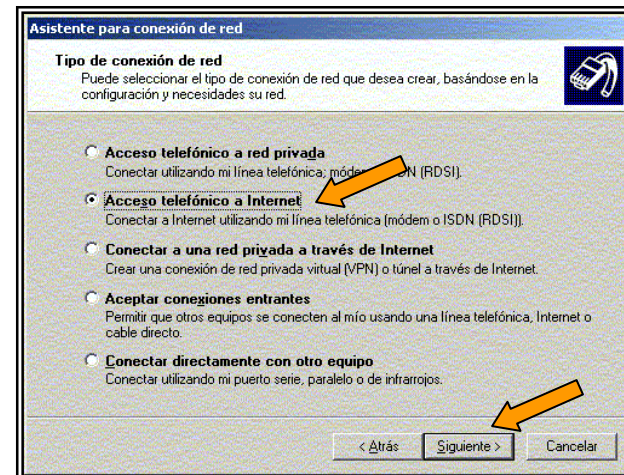 Asistente para conexión de red
Tipo de conexión de red
Puede seleccionar el tipo de conexión de red que desea crear, basándose en la
configuración y necesidades su red.
Acceso telefónico a red privada
Conectar utilizando mi línea telefónica; (RDSI).
Acceso telefónico a Internet
Conectar a Internet utilizando mi línea telefónica (módem o ISDN (RDSI)).
Conectar a una red privada a través de Internet
Crear una conexión de red privada virtual (VPN) o túnel a través de Internet.
Aceptar conexiones entrantes
Permitir que otros equipos se conecten al mío usando una línea telefónica, Internet o
cable directo.
Conectar directamente con otro equipo
Conectar utilizando mi puerto serie, paralelo o de infrarrojos.
< Atrás Siguiente > Cancelar